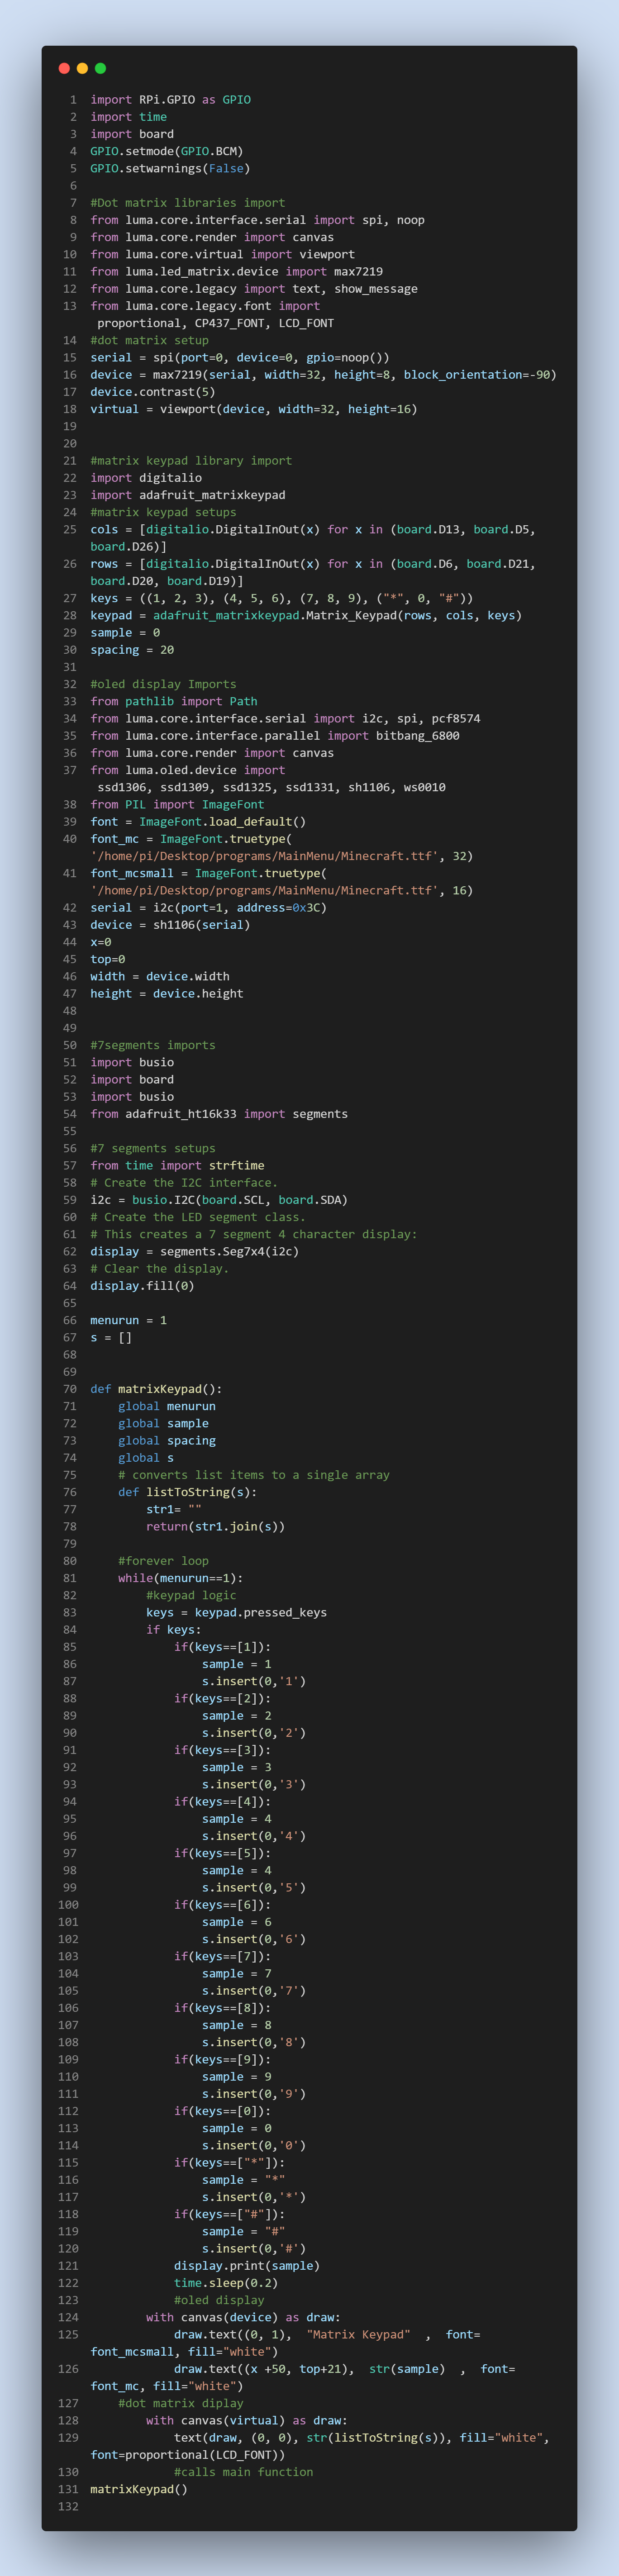 1 import RPi.GPIO as GPIO
2 import time
3 import board
4 GPIO.setmode(GPIO.BCM)
5 GPIO.setwarnings(False)
6
7 #Dot matrix libraries import
8 from luma.core.interface.serial import spi, noop
9 from luma.core.render import canvas
10 from luma.core.virtual import viewport
11 from luma.led_matrix.device import max7219
12 from luma.core.legacy import text, show_message
13 from luma.core.legacy.font import
 proportional, CP437_FONT, LCD_FONT
14 #dot matrix setup
15 serial = spi(port=0, device=0, gpio=noop())
16 device = max7219(serial, width=32, height=8, block_orientation=-90)
17 device.contrast(5)
18 virtual = viewport(device, width=32, height=16)
19
20
21 #matrix keypad library import
22 import digitalio
23 import adafruit_matrixkeypad
24 #matrix keypad setups
25 cols = [digitalio.DigitalInOut(x) for x in (board.D13, board.D5,
board.D26)]
26 rows = [digitalio.DigitalInOut(x) for x in (board.D6, board.D21,
board.D20, board.D19)]
27 keys = ((1, 2, 3), (4, 5, 6), (7, 8, 9), ("*", 0, "#"))
28 keypad = adafruit_matrixkeypad.Matrix_Keypad(rows, cols, keys)
29 sample = 0
30 spacing = 20
31
32 #oled display Imports
33 from pathlib import Path
34 from luma.core.interface.serial import i2c, spi, pcf8574
35 from luma.core.interface.parallel import bitbang_6800
36 from luma.core.render import canvas
37 from luma.oled.device import
 ssd1306, ssd1309, ssd1325, ssd1331, sh1106, ws0010
38 from PIL import ImageFont
39 font = ImageFont.load_default()
40 font_mc = ImageFont.truetype(
'/home/pi/Desktop/programs/MainMenu/Minecraft.ttf', 32)
41 font_mcsmall = ImageFont.truetype(
'/home/pi/Desktop/programs/MainMenu/Minecraft.ttf', 16)
42 serial = i2c(port=1, address=0x3C)
43 device = sh1106(serial)
44 x=0
45 top=0
46 width = device.width
47 height = device.height
48
49
50 #7segments imports
51 import busio
52 import board
53 import busio
54 from adafruit_ht16k33 import segments
55
56 #7 segments setups
57 from time import strftime
58 # Create the I2C interface.
59 i2c = busio.I2C(board.SCL, board.SDA)
60 # Create the LED segment class.
61 # This creates a 7 segment 4 character display:
62 display = segments.Seg7x4(i2c)
63 # Clear the display.
64 display.fill(0)
65
66 menurun = 1
67 s = []
68
69
70 def matrixKeypad():
71     global menurun
72     global sample
73     global spacing
74     global s
75     # converts list items to a single array
76     def listToString(s):
77         str1= ""
78         return(str1.join(s))
79
80     #forever loop
81     while(menurun==1):
82         #keypad logic
83         keys = keypad.pressed_keys
84         if keys:
85             if(keys==[1]):
86                 sample = 1
87                 s.insert(0,'1')
88             if(keys==[2]):
89                 sample = 2
90                 s.insert(0,'2')
91             if(keys==[3]):
92                 sample = 3
93                 s.insert(0,'3')
94             if(keys==[4]):
95                 sample = 4
96                 s.insert(0,'4')
97             if(keys==[5]):
98                 sample = 4
99                 s.insert(0,'5')
100             if(keys==[6]):
101                 sample = 6
102                 s.insert(0,'6')
103             if(keys==[7]):
104                 sample = 7
105                 s.insert(0,'7')
106             if(keys==[8]):
107                 sample = 8
108                 s.insert(0,'8')
109             if(keys==[9]):
110                 sample = 9
111                 s.insert(0,'9')
112             if(keys==[0]):
113                 sample = 0
114                 s.insert(0,'0')
115             if(keys==["*"]):
116                 sample = "*"
117                 s.insert(0,'*')
118             if(keys==["#"]):
119                 sample = "#"
120                 s.insert(0,'#')
121             display.print(sample)
122             time.sleep(0.2)
123             #oled display
124         with canvas(device) as draw:
125             draw.text((0, 1),  "Matrix Keypad"  ,  font=
font_mcsmall, fill="white")
126             draw.text((x +50, top+21),  str(sample)  ,  font=
font_mc, fill="white")
127     #dot matrix diplay
128         with canvas(virtual) as draw:
129             text(draw, (0, 0), str(listToString(s)), fill="white",
font=proportional(LCD_FONT))
130             #calls main function
131 matrixKeypad()
132